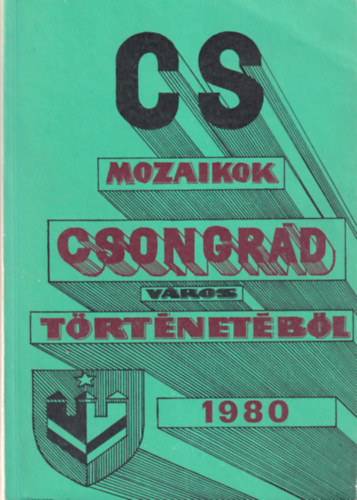 CS
MOZAIKOK
CSONGRÁD
VÁROS
TÖRTÉNETÉBŐL
1980